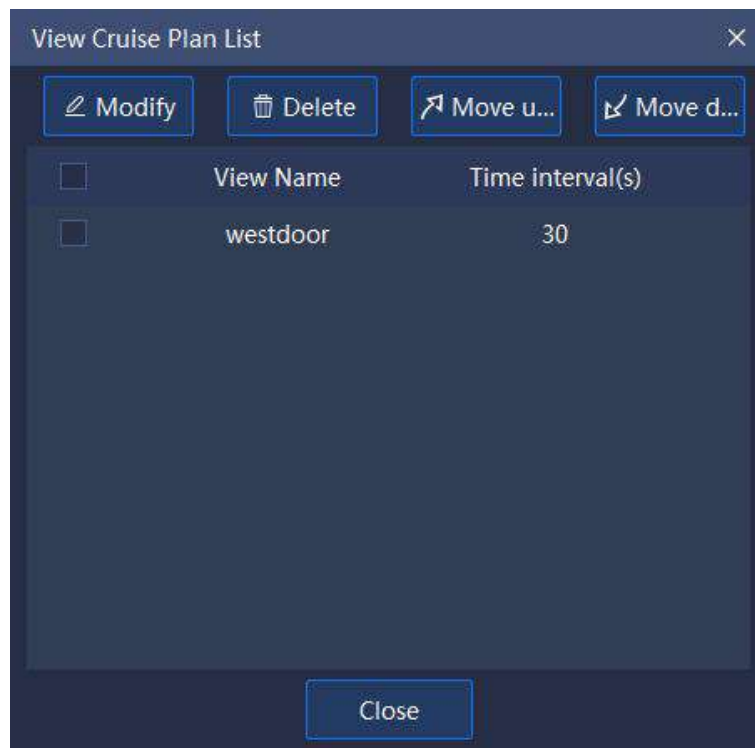 View Cruise Plan List
Modify Delete Move u... Move d...
View Name Time interval(s)
westdoor 30
Close